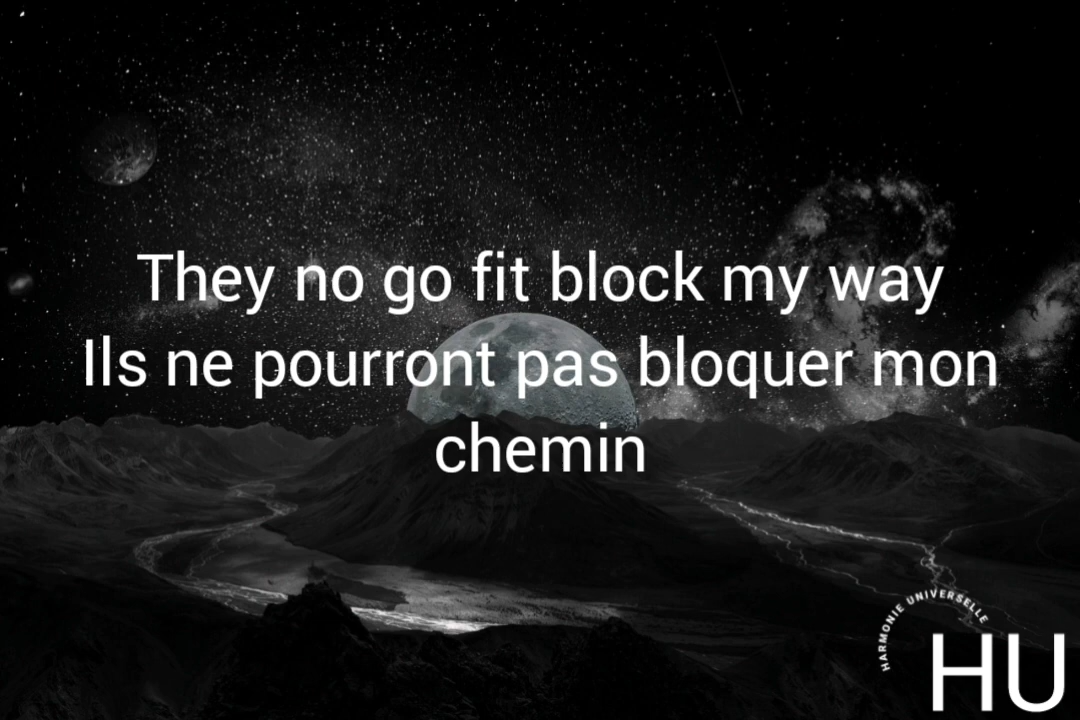 They no go fit block my way
Ils ne pourront pas bloquer mon
chemin
HARMONIE UNIVERSELLE
HU